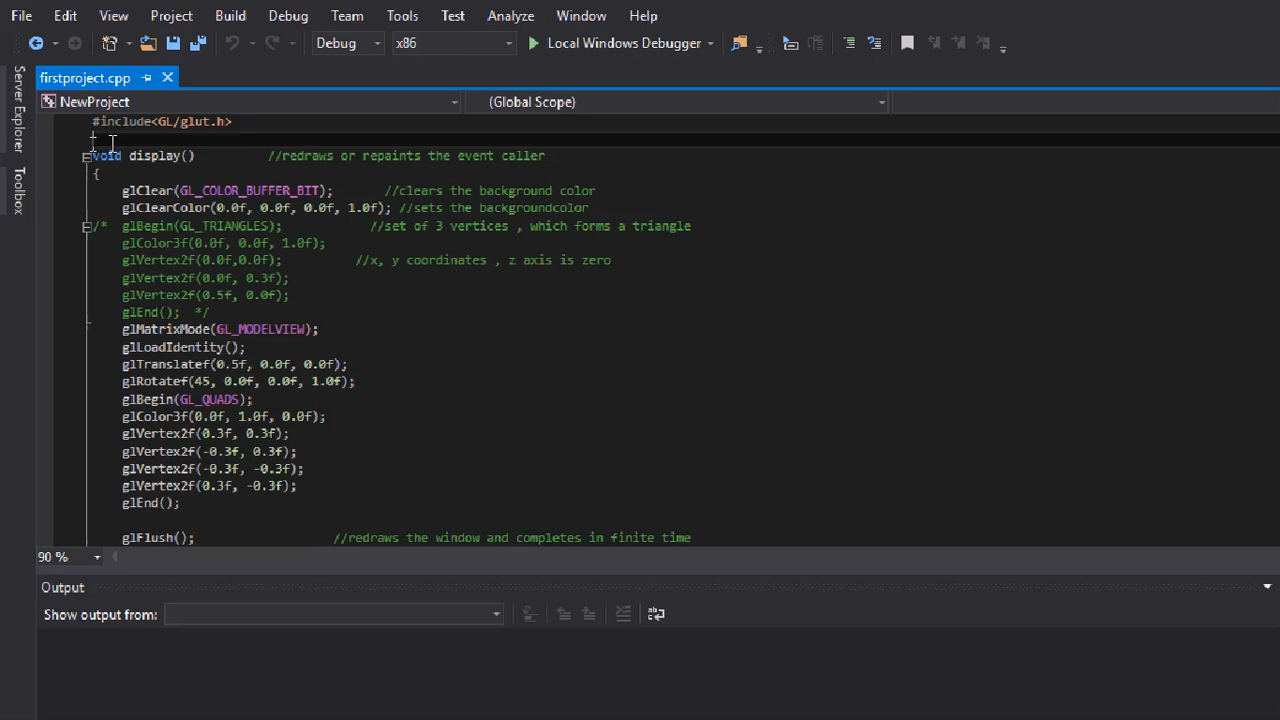 File Edit View Project Build Debug Team Tools Test Analyze Window Help
Debug x86 Local Windows Debugger
Server Explorer
Toolbox
firstproject.cpp
NewProject (Global Scope)
#include<GL/glut.h>
void display() //redraws or repaints the event caller
{
glClear(GL_COLOR_BUFFER_BIT); //clears the background color
glClearColor(0.0f, 0.0f, 0.0f, 1.0f); //sets the backgroundcolor
/* glBegin(GL_TRIANGLES); //set of 3 vertices , which forms a triangle
glColor3f(0.0f, 0.0f, 1.0f);
glVertex2f(0.0f,0.0f); //x, y coordinates , z axis is zero
glVertex2f(0.0f, 0.3f);
glVertex2f(0.5f, 0.0f);
glEnd(); */
glMatrixMode(GL_MODELVIEW);
glLoadIdentity();
glTranslatef(0.5f, 0.0f, 0.0f);
glRotatef(45, 0.0f, 0.0f, 1.0f);
glBegin(GL_QUADS);
glColor3f(0.0f, 1.0f, 0.0f);
glVertex2f(0.3f, 0.3f);
glVertex2f(-0.3f, 0.3f);
glVertex2f(-0.3f, -0.3f);
glVertex2f(0.3f, -0.3f);
glEnd();
glFlush(); //redraws the window and completes in finite time
90 %
Output
Show output from: